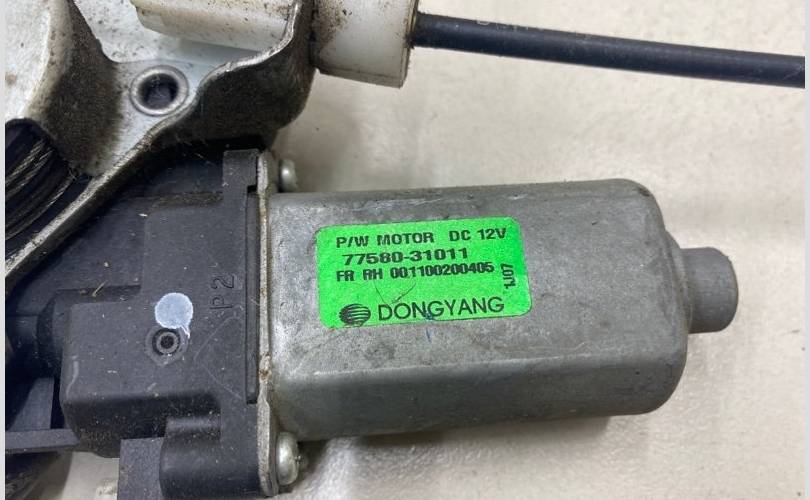 P/W MOTOR DC 12V
77580-31011
FR RH 001100200405
1J07
DONGYANG
P2